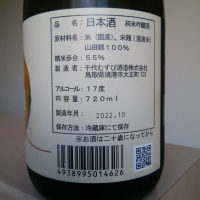 品名:日本酒 純米吟醸酒
原材料名:米(国産)、米麹(国産米)
山田錦100%
精米歩合:55%
製造者:千代むすび酒造株式会社
鳥取県境港市大正町131
アルコール:17度
内容量:720ml
製造年月 2022.10
保存方法:冷蔵庫にて保存
※お酒は二十歳になってから
4938995014626